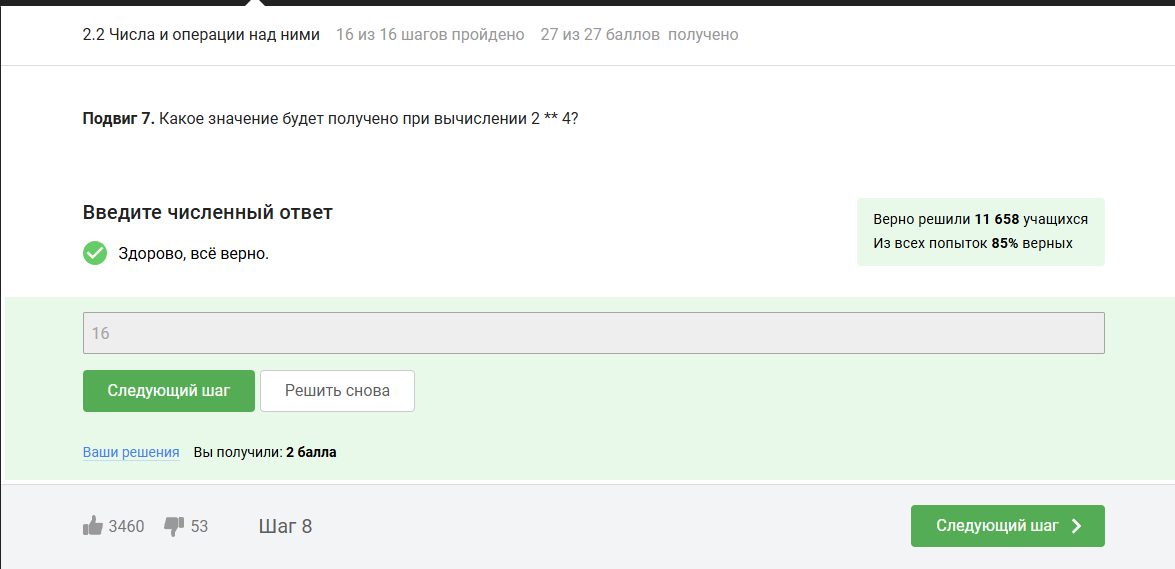 2.2 Числа и операции над ними 16 из 16 шагов пройдено 27 из 27 баллов получено
Подвиг 7. Какое значение будет получено при вычислении 2 ** 4?
Введите численный ответ
Здорово, всё верно.
Верно решили 11 658 учащихся
Из всех попыток 85% верных
16
Следующий шаг Решить снова
Ваши решения Вы получили: 2 балла
3460 53 Шаг 8 Следующий шаг